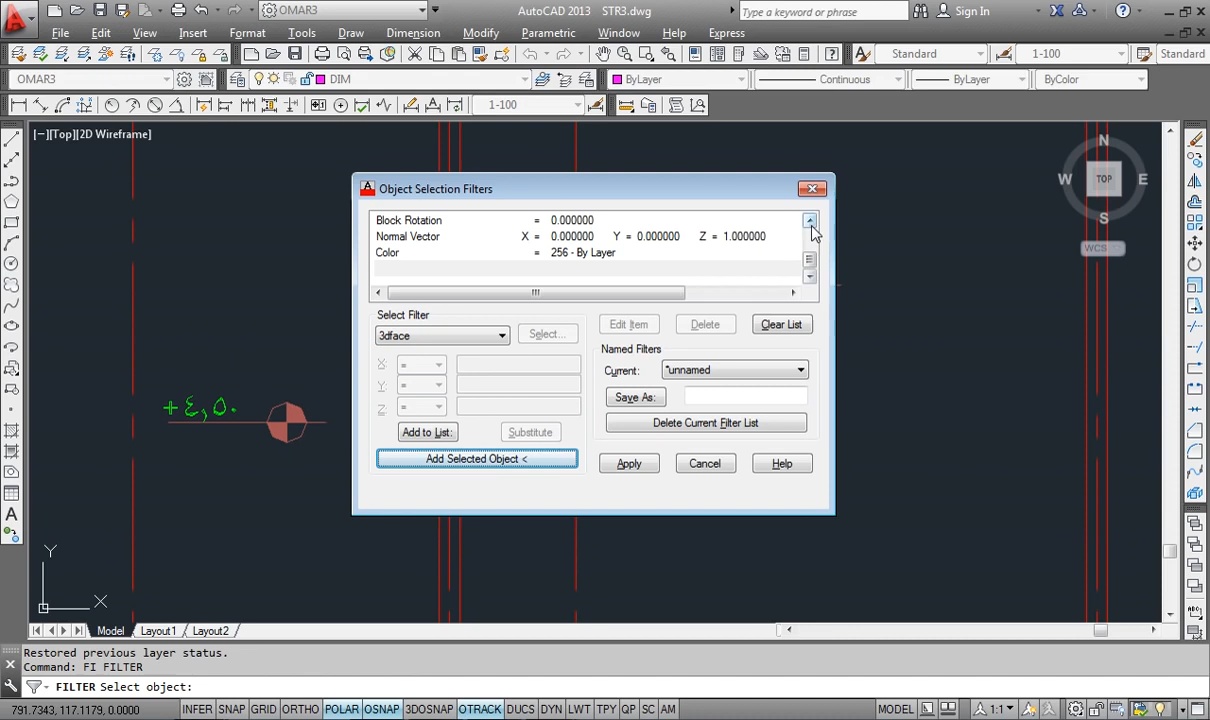 OMAR3
AutoCAD 2013 STR3.dwg
Type a keyword or phrase
Sign In
File Edit View Insert Format Tools Draw Dimension Modify Parametric Window Help Express
Standard
1-100
Standard
OMAR3
DIM
ByLayer
Continuous
ByLayer
ByColor
1-100
[−][Top][2D Wireframe]
N
W TOP E
S
WCS
Object Selection Filters
Block Rotation = 0.000000
Normal Vector X = 0.000000 Y = 0.000000 Z = 1.000000
Color = 256 - By Layer
Select Filter
3dface
Select...
X: =
Y: =
Z: =
Add to List:
Substitute
Add Selected Object <
Edit Item
Delete
Clear List
Named Filters
Current: *unnamed
Save As:
Delete Current Filter List
Apply
Cancel
Help
+٤,٥٠
Y
X
Model Layout1 Layout2
Restored previous layer status.
Command: FI FILTER
FILTER Select object:
791.7343, 117.1179, 0.0000
INFER SNAP GRID ORTHO POLAR OSNAP 3DOSNAP OTRACK DUCS DYN LWT TPY QP SC AM
MODEL
1:1